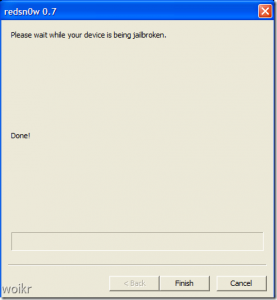 redsn0w 0.7
Please wait while your device is being jailbroken.
Done!
< Back
Finish
Cancel
woikr